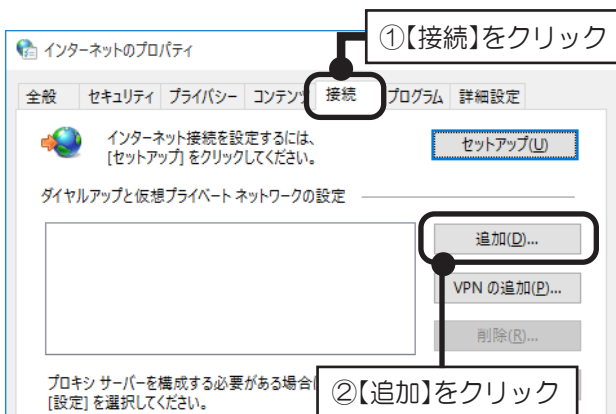 ①【接続】をクリック
インターネットのプロパティ
全般 セキュリティ プライバシー コンテンツ 接続 プログラム 詳細設定
インターネット接続を設定するには、
[セットアップ] をクリックしてください。
セットアップ(U)
ダイヤルアップと仮想プライベート ネットワークの設定
追加(D)...
VPN の追加(P)...
削除(R)...
プロキシ サーバーを構成する必要がある場合
[設定] を選択してください。
②【追加】をクリック